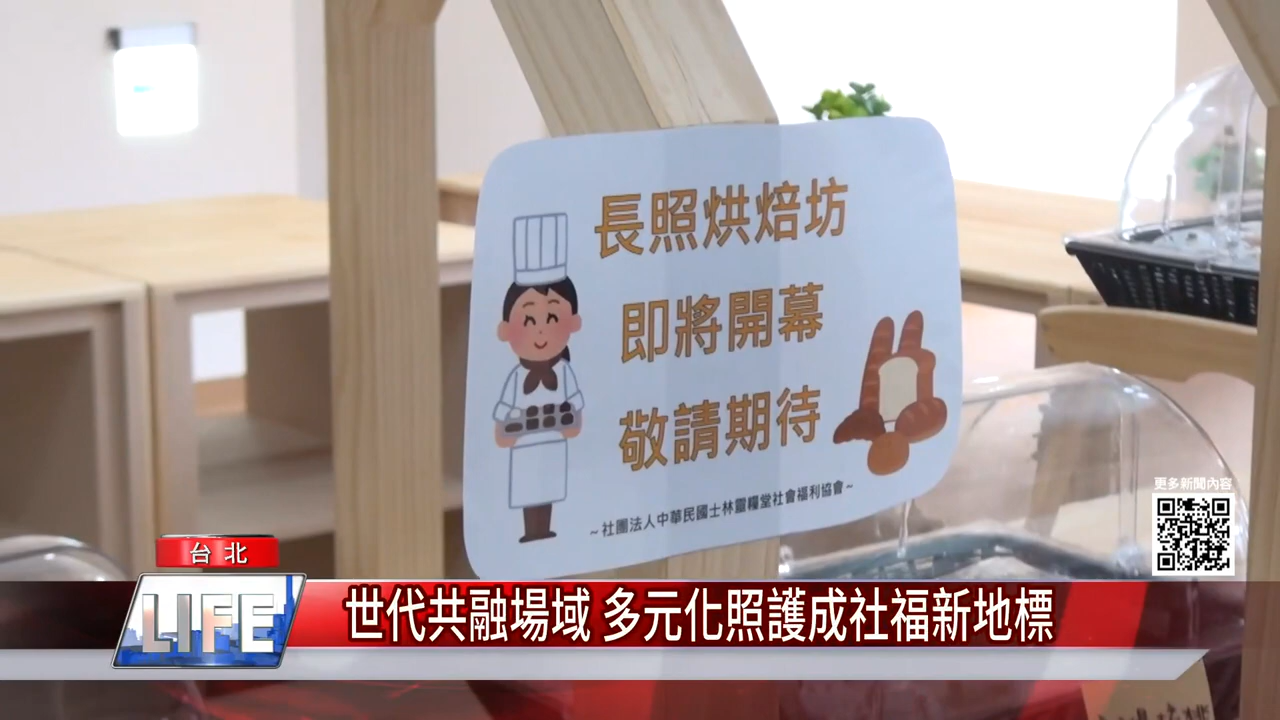 長照烘焙坊
即將開幕
敬請期待
~社團法人中華民國士林靈糧堂社會福利協會~
更多新聞內容
台北
LIFE
世代共融場域 多元化照護成社福新地標